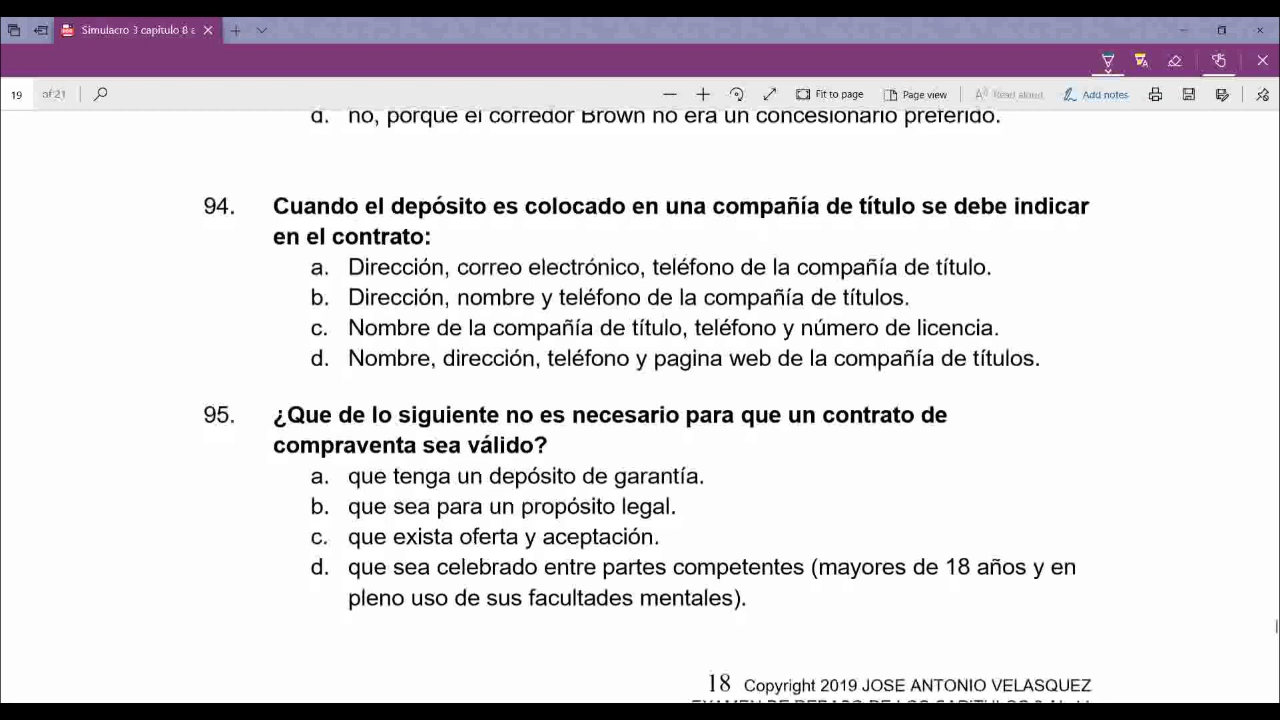 Simulacro 3 capitulo 8 e
19 of 21 Fit to page Page view Read aloud Add notes
d. no, porque el corredor Brown no era un concesionario preferido.
94. Cuando el depósito es colocado en una compañía de título se debe indicar
en el contrato:
a. Dirección, correo electrónico, teléfono de la compañía de título.
b. Dirección, nombre y teléfono de la compañía de títulos.
c. Nombre de la compañía de título, teléfono y número de licencia.
d. Nombre, dirección, teléfono y pagina web de la compañía de títulos.
95. ¿Que de lo siguiente no es necesario para que un contrato de
compraventa sea válido?
a. que tenga un depósito de garantía.
b. que sea para un propósito legal.
c. que exista oferta y aceptación.
d. que sea celebrado entre partes competentes (mayores de 18 años y en
pleno uso de sus facultades mentales).
18 Copyright 2019 JOSE ANTONIO VELASQUEZ